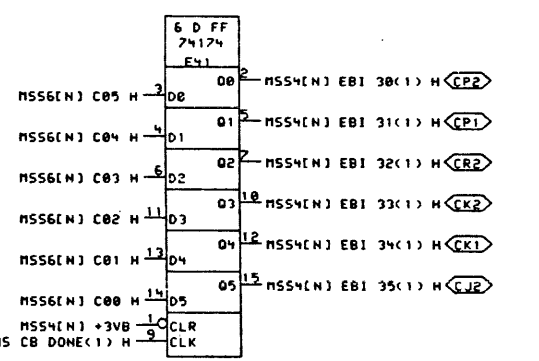 6 D FF
74174
E41
D0 2 MSS4[N] EBI 30(1) H CP2
MSS6[N] C05 H 3 D0
Q1 5 MSS4[N] EBI 31(1) H CP1
MSS6[N] C04 H 4 D1
Q2 7 MSS4[N] EBI 32(1) H CR2
MSS6[N] C03 H 6 D2
Q3 10 MSS4[N] EBI 33(1) H CK2
MSS6[N] C02 H 11 D3
Q4 12 MSS4[N] EBI 34(1) H CK1
MSS6[N] C01 H 13 D4
Q5 15 MSS4[N] EBI 35(1) H CJ2
MSS6[N] C00 H 14 D5
MSS4[N] +3VB 1 CLR
CB DONE(1) H 9 CLK